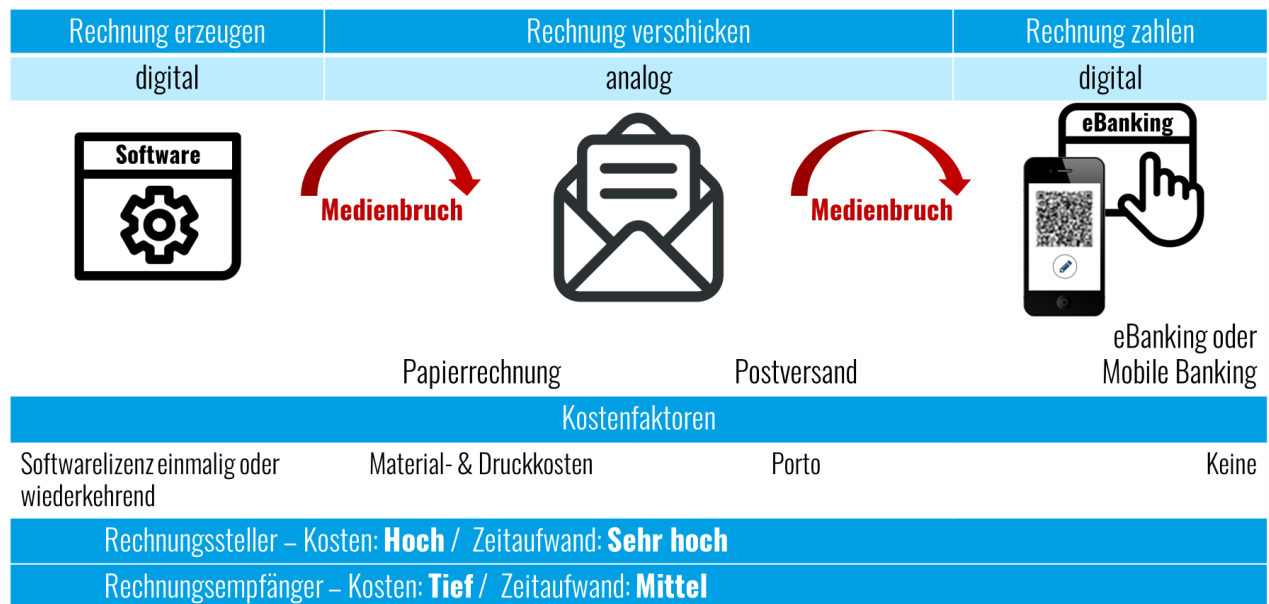 Rechnung erzeugen
Rechnung verschicken
Rechnung zahlen
digital
analog
digital
Software
Medienbruch
Medienbruch
eBanking
Papierrechnung
Postversand
eBanking oder
Mobile Banking
Kostenfaktoren
Softwarelizenz einmalig oder
wiederkehrend
Material- & Druckkosten
Porto
Keine
Rechnungssteller – Kosten: Hoch / Zeitaufwand: Sehr hoch
Rechnungsempfänger – Kosten: Tief / Zeitaufwand: Mittel